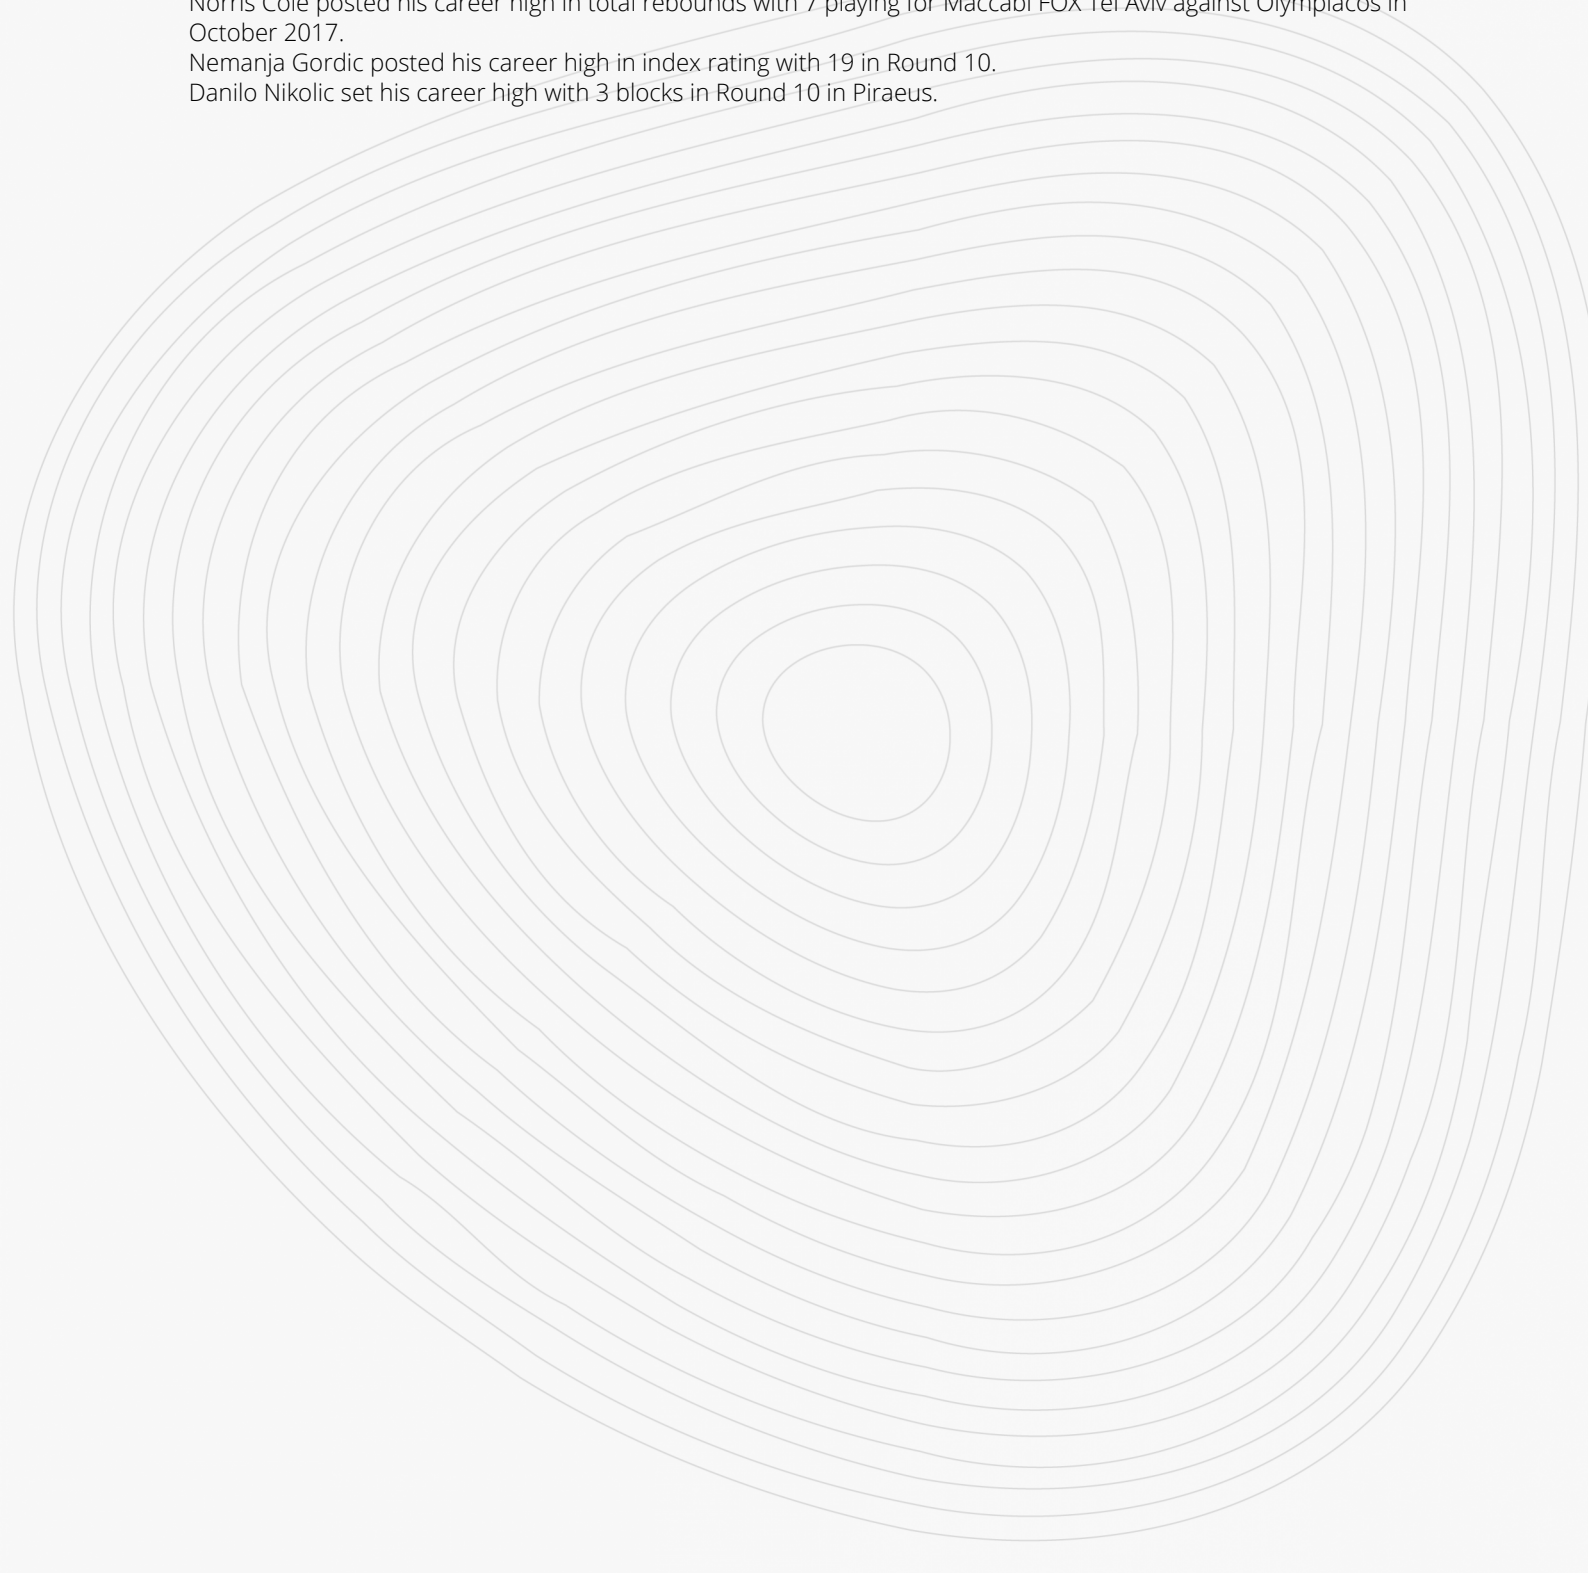 Norris Cole posted his career high in total rebounds with 7 playing for Maccabi FOX Tel Aviv against Olympiacos in
October 2017.
Nemanja Gordic posted his career high in index rating with 19 in Round 10.
Danilo Nikolic set his career high with 3 blocks in Round 10 in Piraeus.